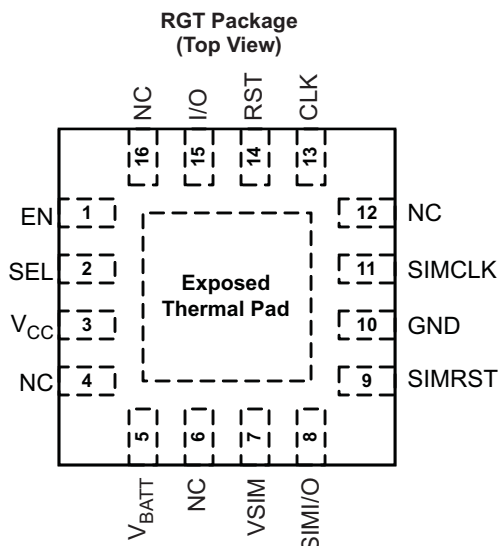 RGT Package
(Top View)
NC
I/O
RST
CLK
16
15
14
13
EN 1
12 NC
SEL 2
11 SIMCLK
Exposed
Thermal Pad
VCC 3
10 GND
NC 4
9 SIMRST
5
6
7
8
VBATT
NC
VSIM
SIMI/O